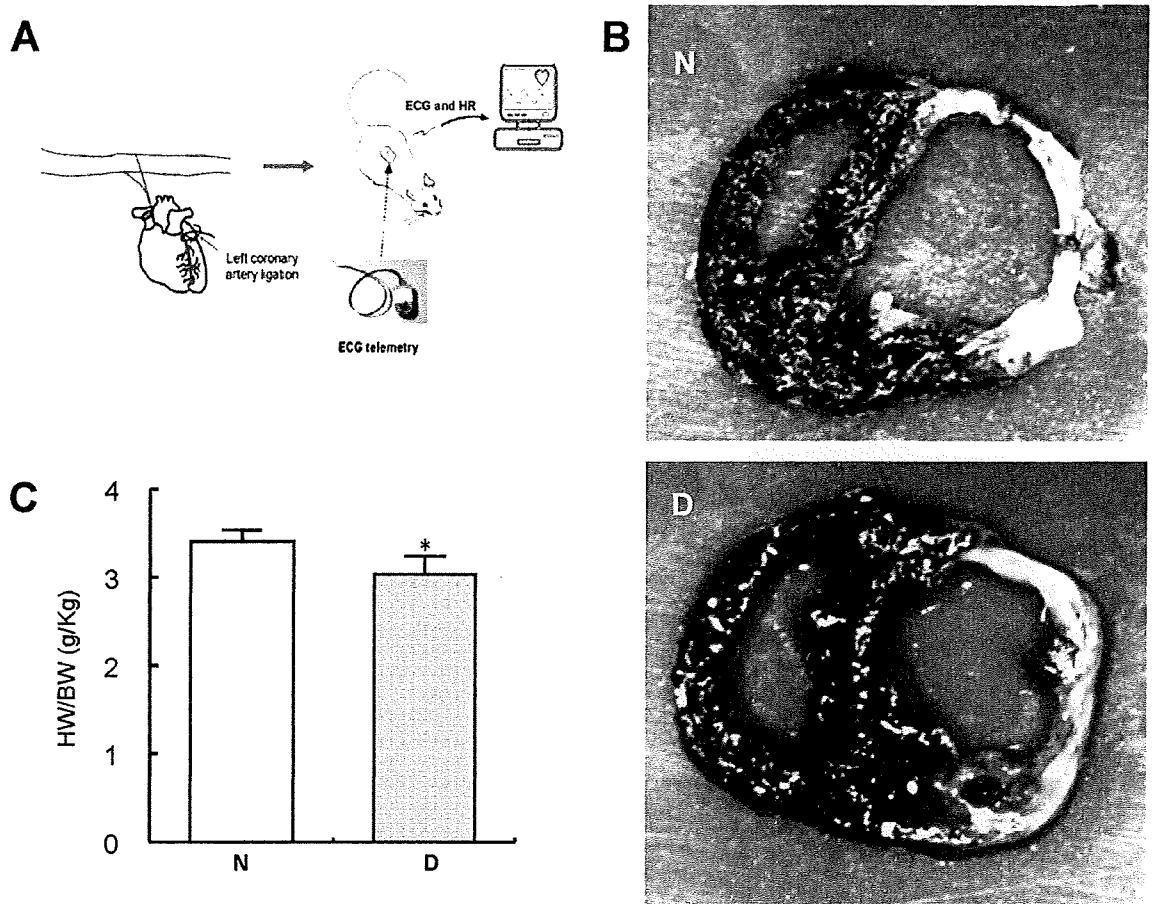 A
ECG and HR
Left coronary
artery ligation
ECG telemetry
B
N
D
C
HW/BW (g/Kg)
4
3
2
1
0
*
N
D